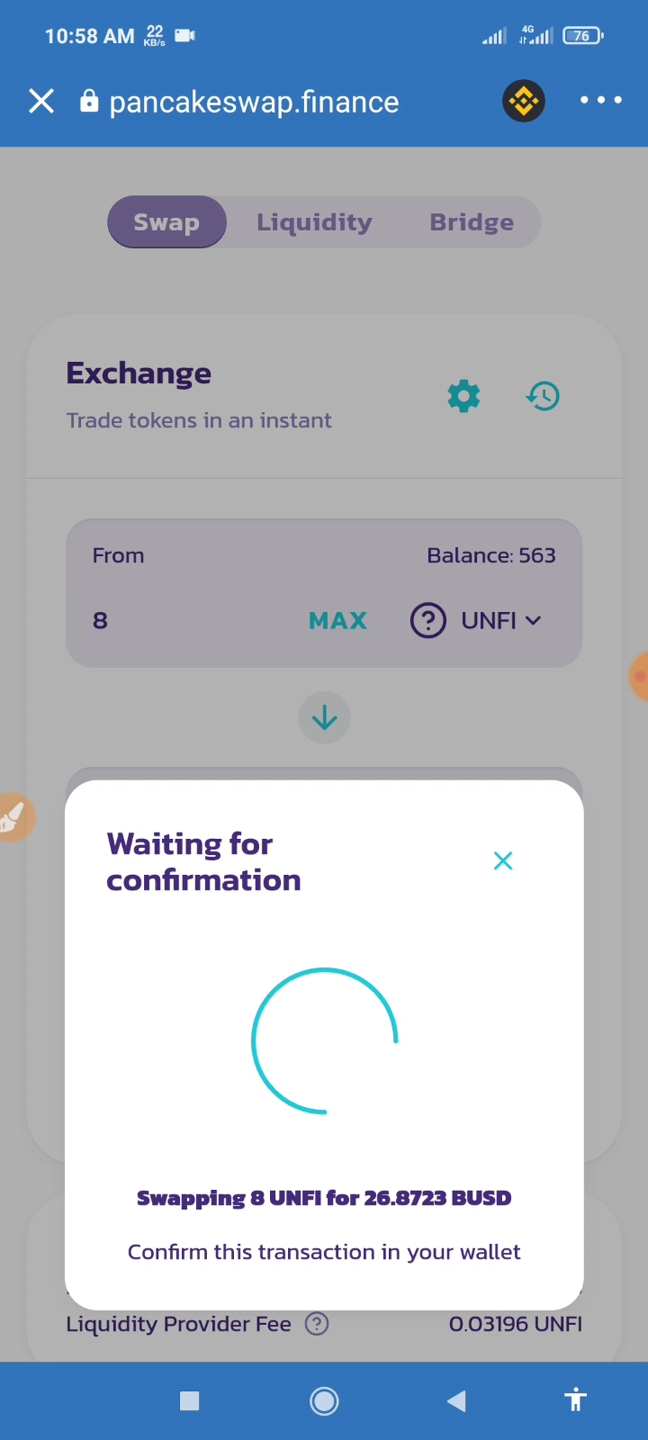 10:58 AM 22 KB/s 4G 76
pancakeswap.finance
Swap Liquidity Bridge
Exchange
Trade tokens in an instant
From Balance: 563
8 MAX ? UNFI
Waiting for
confirmation
Swapping 8 UNFI for 26.8723 BUSD
Confirm this transaction in your wallet
Liquidity Provider Fee ? 0.03196 UNFI